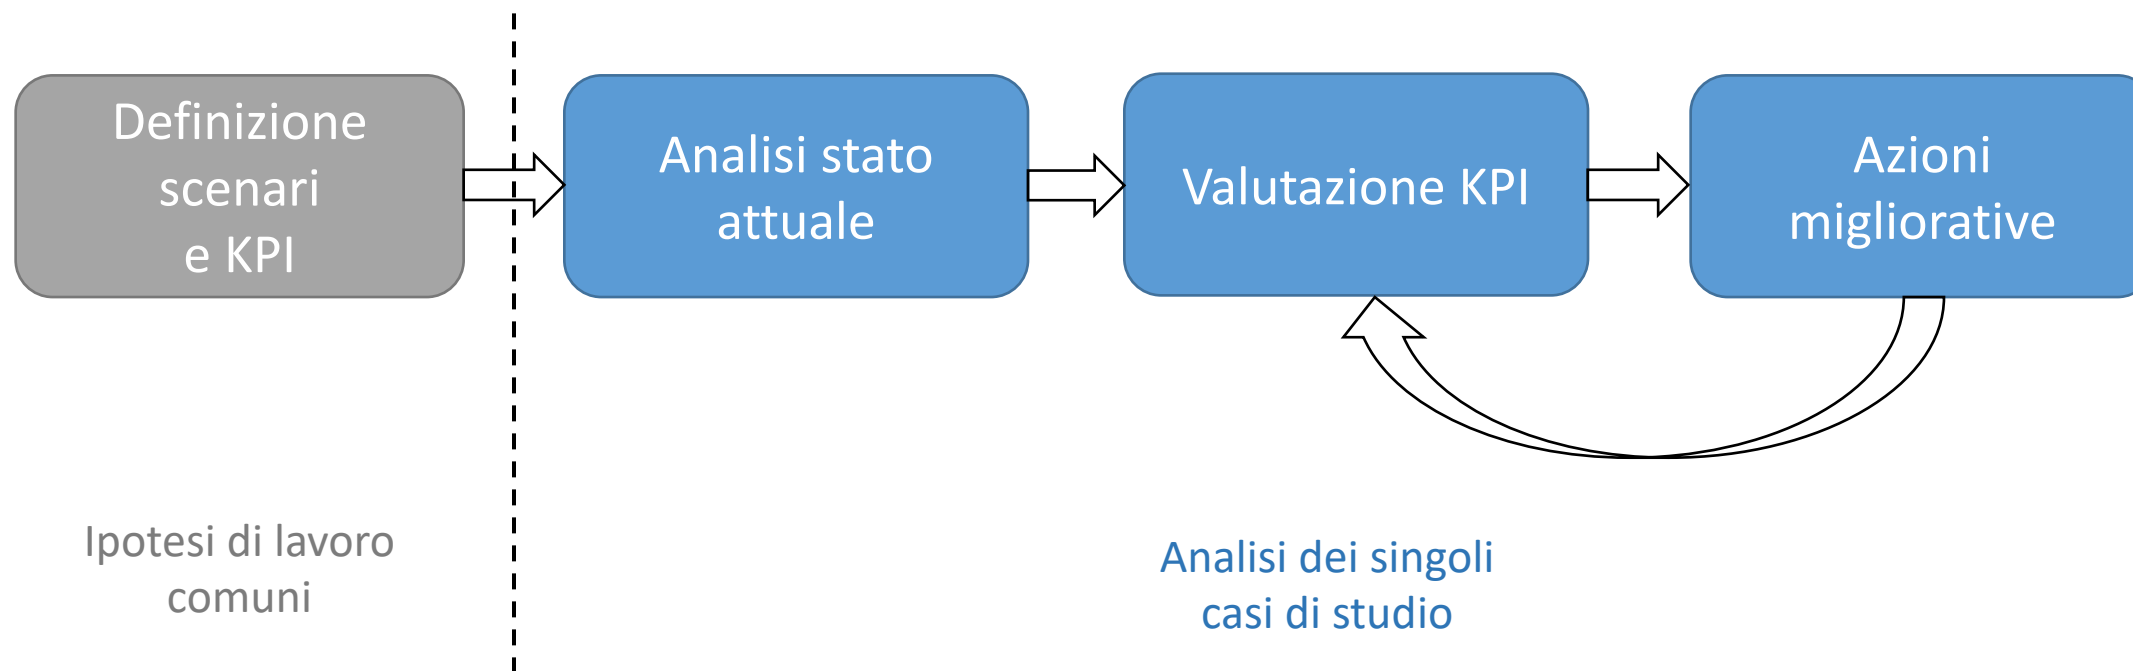 Definizione
scenari
e KPI
Analisi stato
attuale
Valutazione KPI
Azioni
migliorative
Ipotesi di lavoro
comuni
Analisi dei singoli
casi di studio